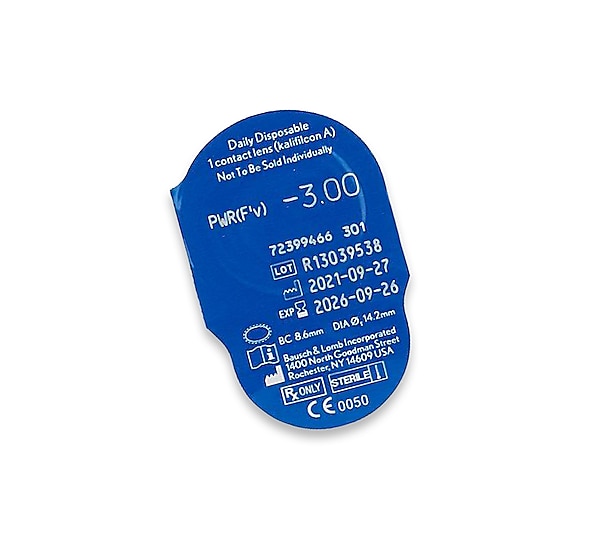 Daily Disposable
1 contact lens (kalifilcon A)
Not To Be Sold Individually
PWR(F'v) -3.00
72399466 301
LOT R13039538
2021-09-27
EXP 2026-09-26
BC 8.6mm DIA Ø, 14.2mm
i Bausch & Lomb Incorporated
1400 North Goodman Street
Rochester, NY 14609 USA
Rx ONLY STERILE
CE 0050